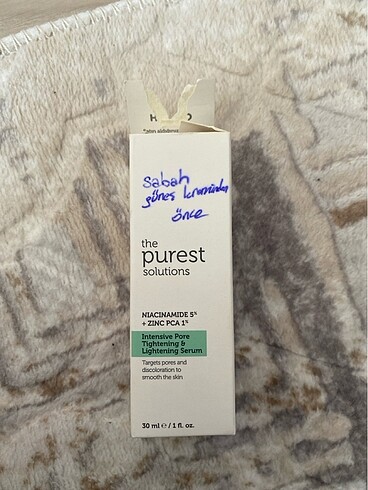 Sabah
güneş kreminden
önce
the
purest
solutions
NIACINAMIDE 5%
+ ZINC PCA 1%
Intensive Pore
Tightening &
Lightening Serum
Targets pores and
discoloration to
smooth the skin
30 ml ℮ / 1 fl. oz.